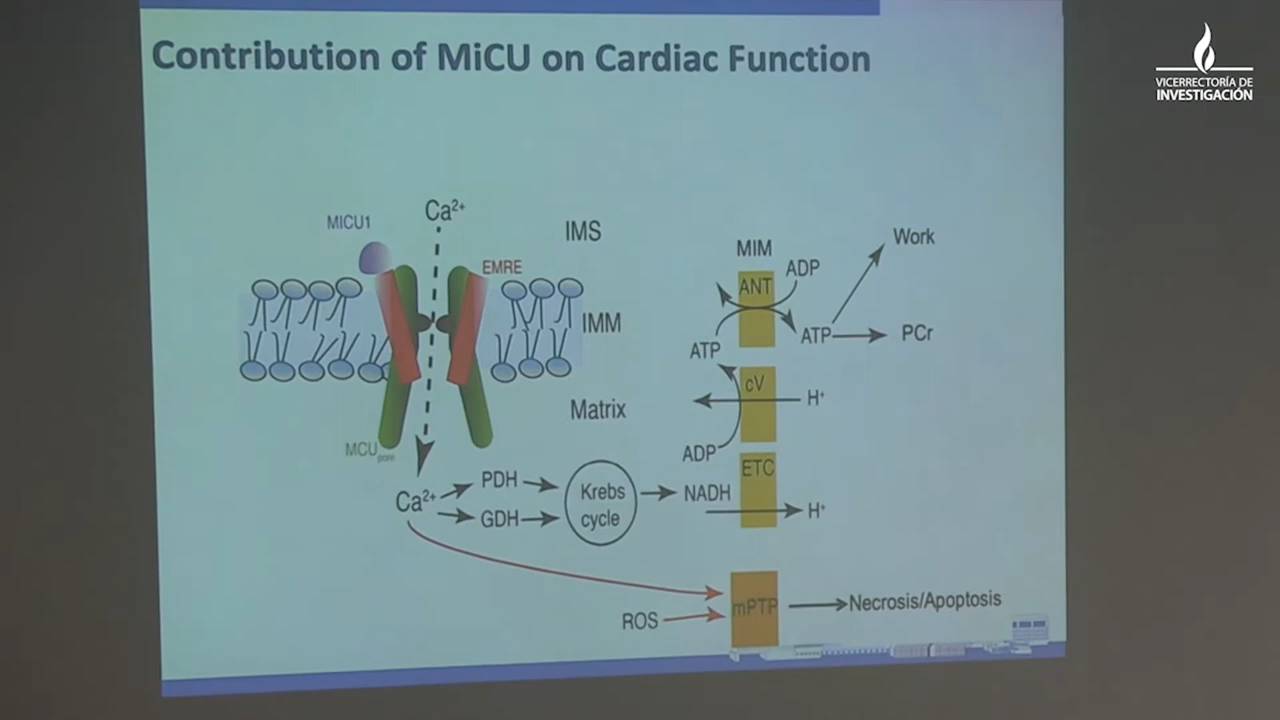 Contribution of MiCU on Cardiac Function
VICERRECTORÍA DE
INVESTIGACIÓN
MICU1
Ca²⁺
IMS
EMRE
IMM
Matrix
MCUpore
Ca²⁺
PDH
GDH
Krebs
cycle
NADH
MIM
ANT
ADP
ATP
ATP
Work
PCr
cV
H⁺
ADP
ETC
H⁺
ROS
mPTP
Necrosis/Apoptosis